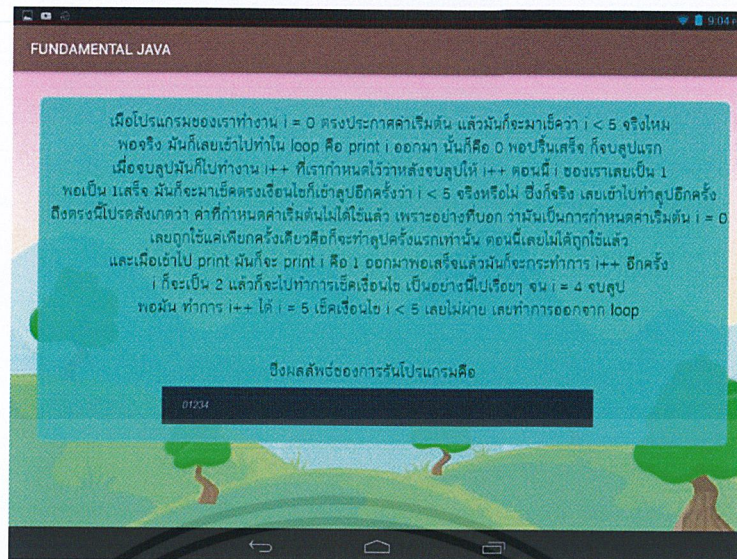 9:04
FUNDAMENTAL JAVA
เมื่อโปรแกรมของเราทำงาน i = 0 ตรงประกาศค่าเริ่มต้น แล้วมันก็จะมาเช็คว่า i < 5 จริงไหม
พอจริง มันก็เลยเข้าไปทำใน loop คือ print i ออกมา นั้นก็คือ 0 พอปริ้นเสร็จ ก็จบลูปแรก
เมื่อจบลูปมันก็ไปทำงาน i++ ที่เรากำหนดไว้ว่าหลังจบลูปให้ i++ ตอนนี้ i ของเราเลยเป็น 1
พอเป็น 1เสร็จ มันก็จะมาเช็คตรงเงื่อนไขก็เข้าลูปอีกครั้งว่า i < 5 จริงหรือไม่ ซึ่งก็จริง เลยเข้าไปทำลูปอีกครั้ง
ถึงตรงนี้โปรดสังเกตว่า ค่าที่กำหนดค่าเริ่มต้นไม่ได้ใช้แล้ว เพราะอย่างที่บอก ว่ามันเป็นการกำหนดค่าเริ่มต้น i = 0
เลยถูกใช้แค่เพียกครั้งเดียวคือก็จะทำลูปครั้งแรกเท่านั้น ตอนนี้เลยไม่ได้ถูกใช้แล้ว
และเมื่อเข้าไป print มันก็จะ print i คือ 1 ออกมาพอเสร็จแล้วมันก็จะกระทำการ i++ อีกครั้ง
i ก็จะเป็น 2 แล้วก็จะไปทำการเช็คเงื่อนไข เป็นอย่างนี้ไปเรื่อยๆ จน i = 4 จบลูป
พอมัน ทำการ i++ ได้ i = 5 เช็คเงื่อนไข i < 5 เลยไม่ผ่าน เลยทำการออกจาก loop
ซึ่งผลลัพธ์ของการรันโปรแกรมคือ
01234